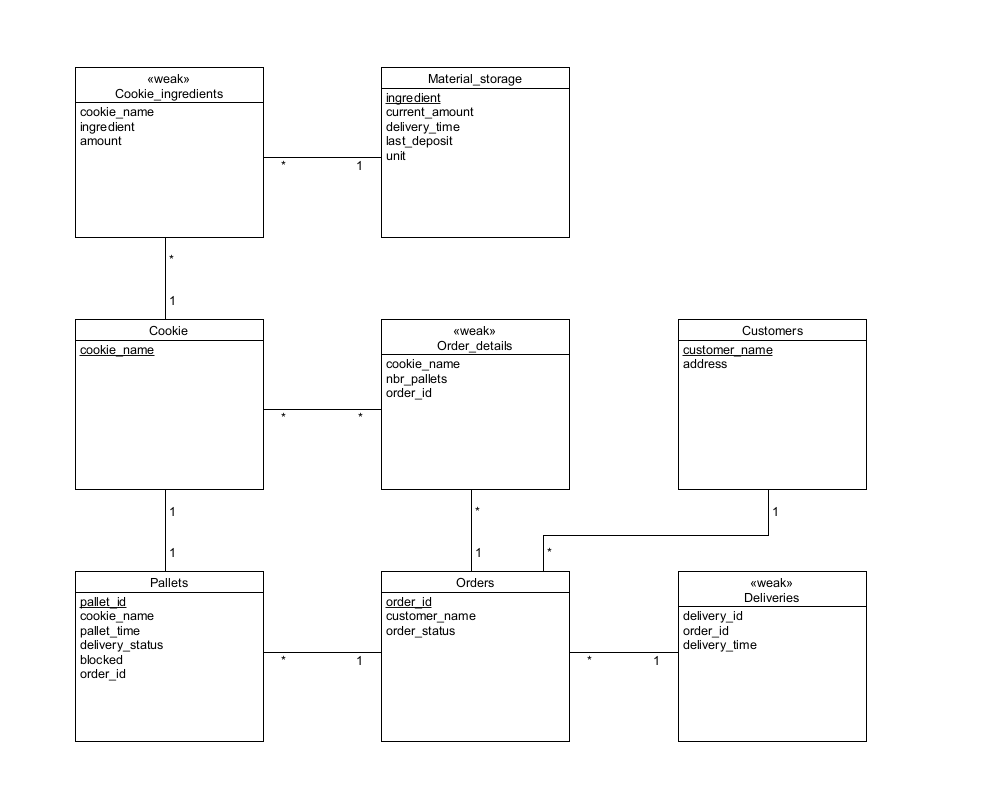 «weak»
Cookie_ingredients
cookie_name
ingredient
amount
Material_storage
ingredient
current_amount
delivery_time
last_deposit
unit
* 1
*
1
Cookie
cookie_name
«weak»
Order_details
cookie_name
nbr_pallets
order_id
Customers
customer_name
address
* *
1
1
*
1
1
*
Pallets
pallet_id
cookie_name
pallet_time
delivery_status
blocked
order_id
Orders
order_id
customer_name
order_status
«weak»
Deliveries
delivery_id
order_id
delivery_time
* 1
* 1